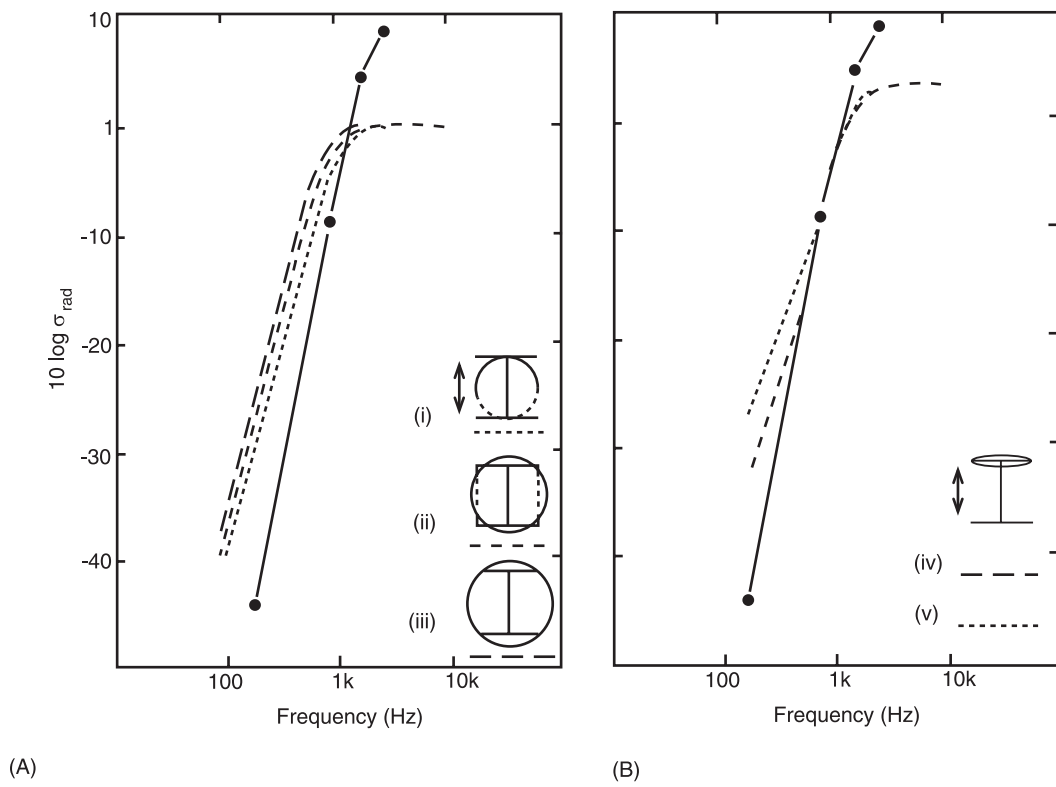 10
1
-10
-20
-30
-40
10 log σrad
100
1k
10k
Frequency (Hz)
(i)
(ii)
(iii)
(A)
100
1k
10k
Frequency (Hz)
(iv)
(v)
(B)